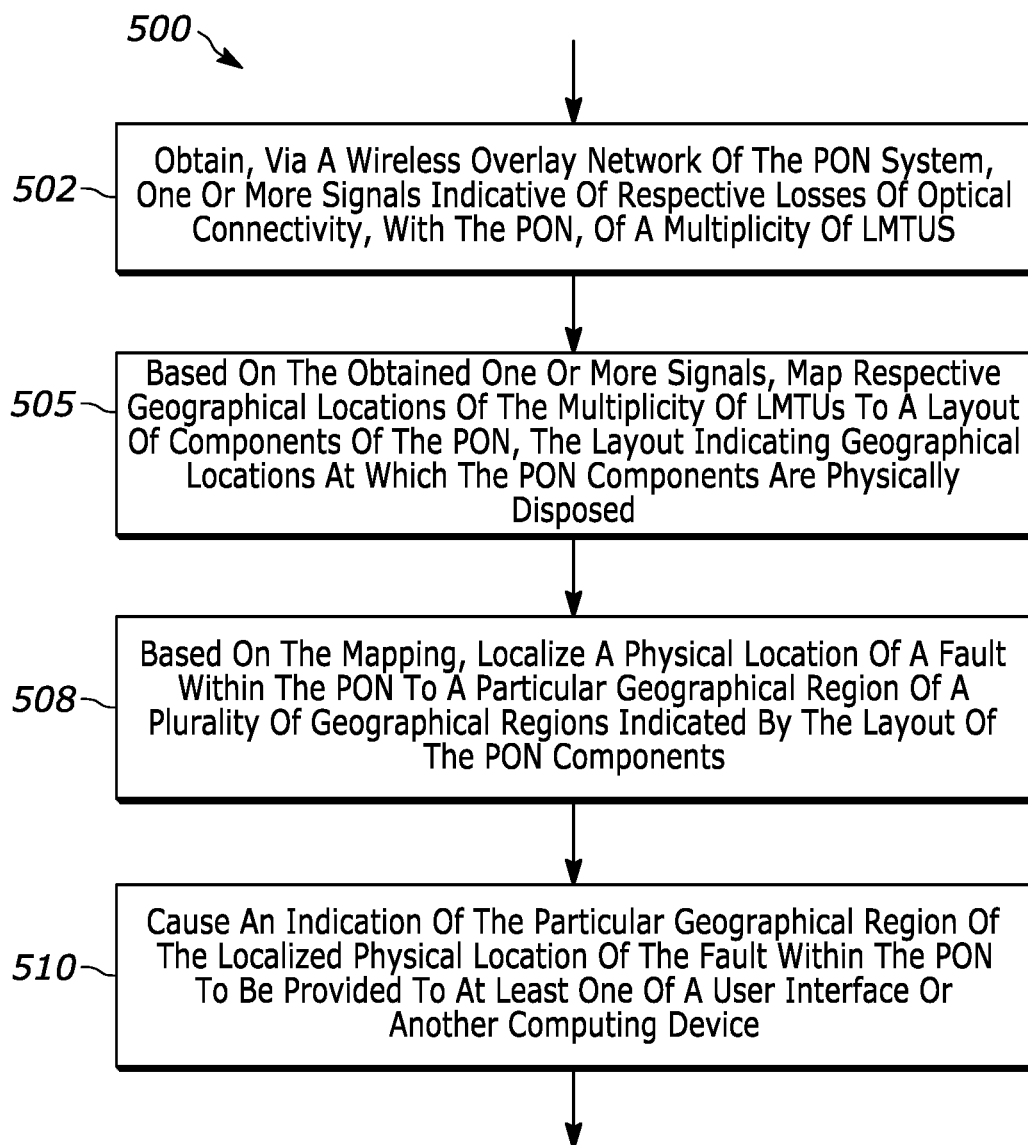 500
502
Obtain, Via A Wireless Overlay Network Of The PON System,
One Or More Signals Indicative Of Respective Losses Of Optical
Connectivity, With The PON, Of A Multiplicity Of LMTUS
505
Based On The Obtained One Or More Signals, Map Respective
Geographical Locations Of The Multiplicity Of LMTUs To A Layout
Of Components Of The PON, The Layout Indicating Geographical
Locations At Which The PON Components Are Physically
Disposed
508
Based On The Mapping, Localize A Physical Location Of A Fault
Within The PON To A Particular Geographical Region Of A
Plurality Of Geographical Regions Indicated By The Layout Of
The PON Components
510
Cause An Indication Of The Particular Geographical Region Of
The Localized Physical Location Of The Fault Within The PON
To Be Provided To At Least One Of A User Interface Or
Another Computing Device